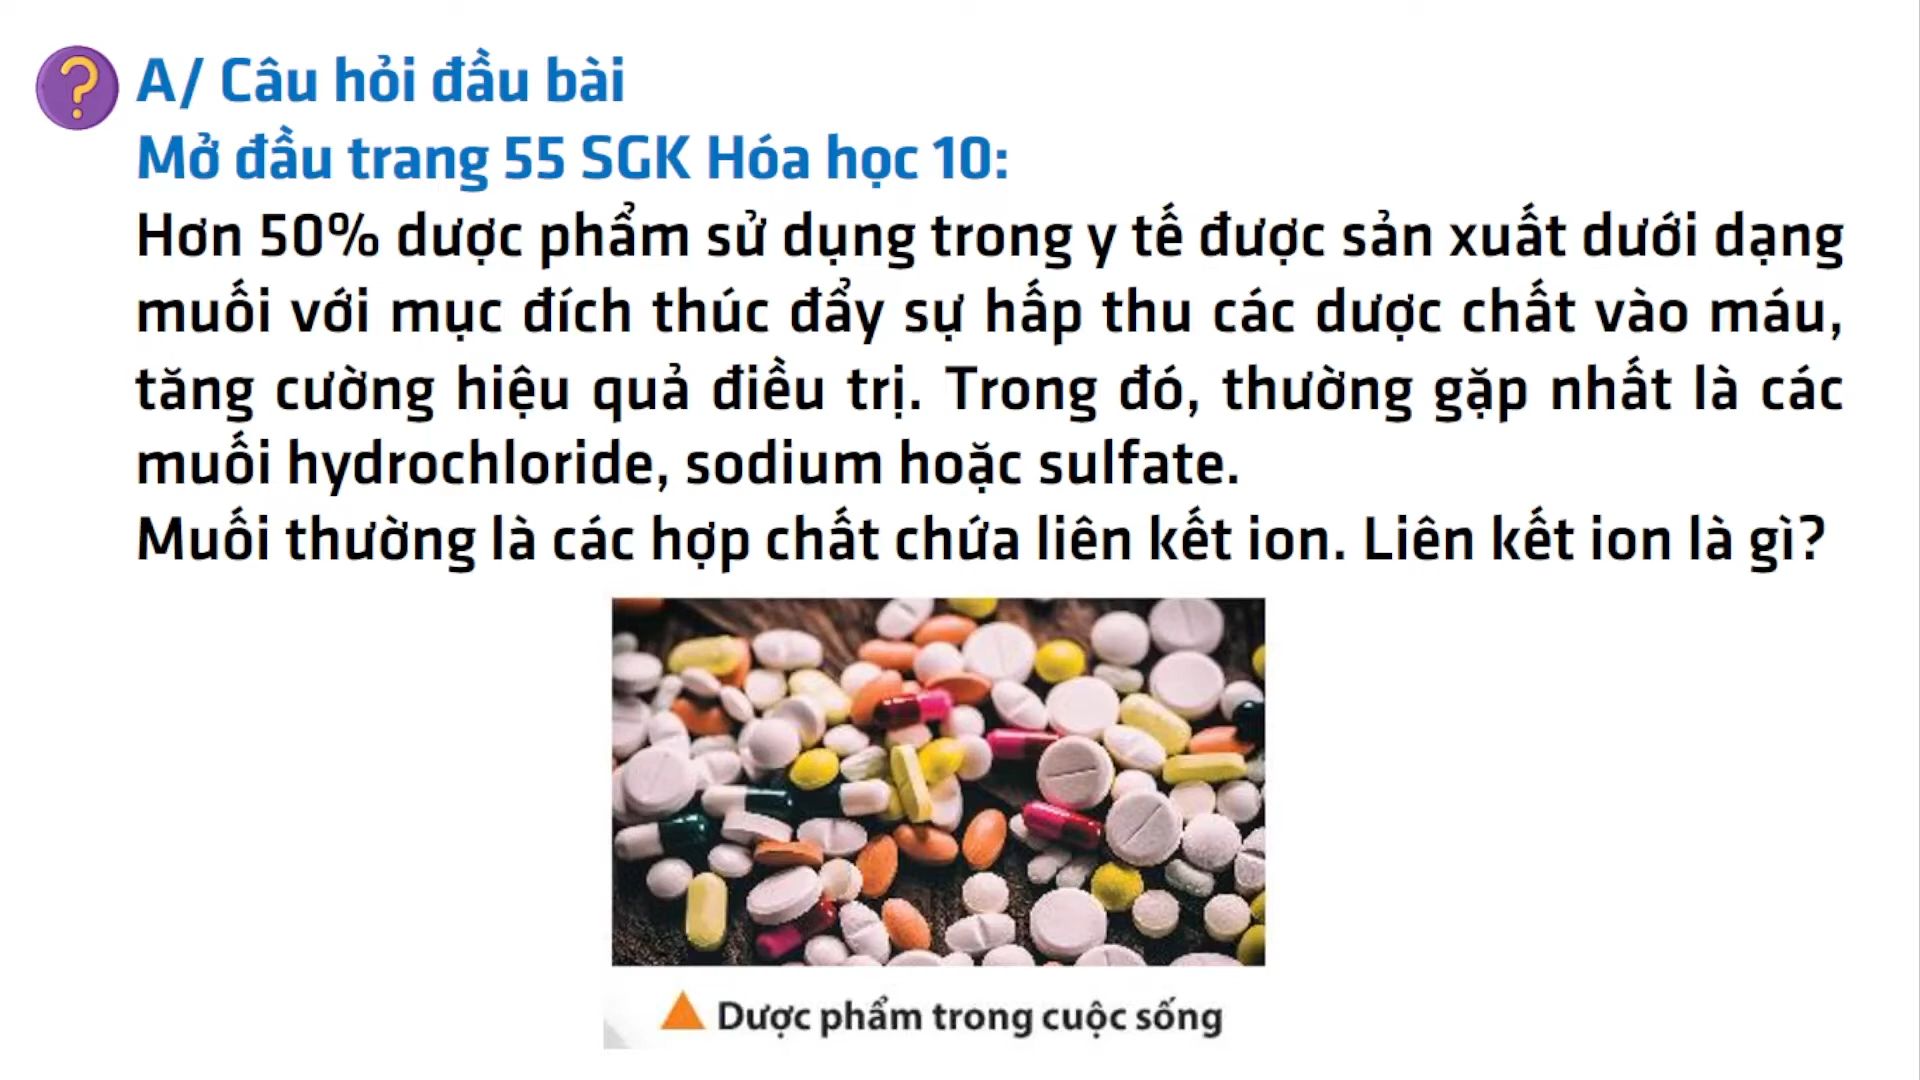 ?
A/ Câu hỏi đầu bài
Mở đầu trang 55 SGK Hóa học 10:
Hơn 50% dược phẩm sử dụng trong y tế được sản xuất dưới dạng
muối với mục đích thúc đẩy sự hấp thu các dược chất vào máu,
tăng cường hiệu quả điều trị. Trong đó, thường gặp nhất là các
muối hydrochloride, sodium hoặc sulfate.
Muối thường là các hợp chất chứa liên kết ion. Liên kết ion là gì?
Dược phẩm trong cuộc sống